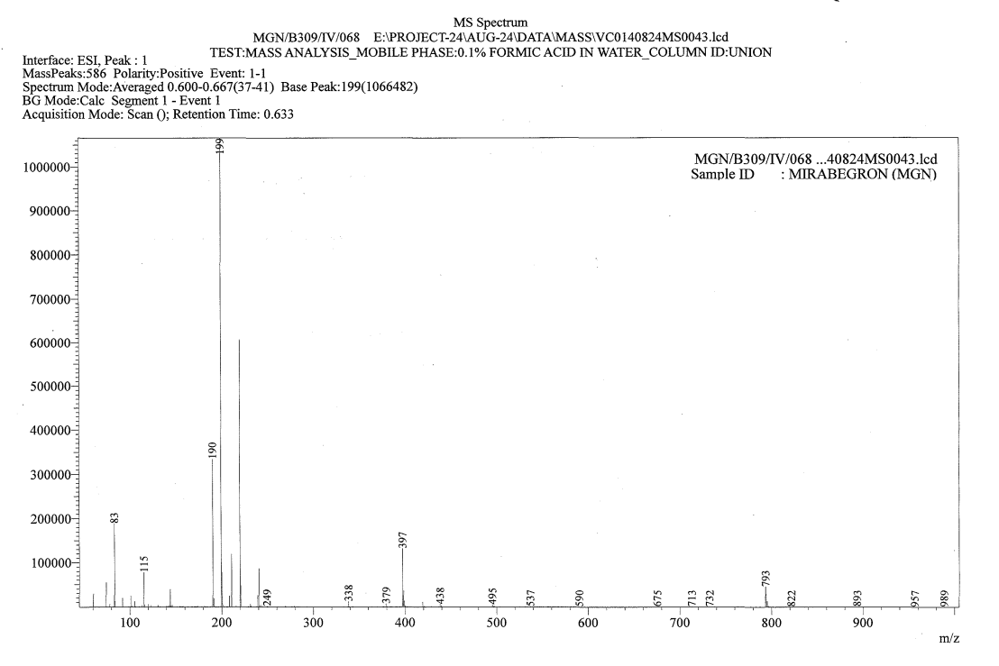 MS Spectrum
MGN/B309/IV/068 E:\PROJECT-24\AUG-24\DATA\MASS\VC0140824MS0043.lcd
TEST:MASS ANALYSIS_MOBILE PHASE:0.1% FORMIC ACID IN WATER_COLUMN ID:UNION
Interface: ESI, Peak : 1
MassPeaks:586 Polarity:Positive Event: 1-1
Spectrum Mode:Averaged 0.600-0.667(37-41) Base Peak:199(1066482)
BG Mode:Calc Segment 1 - Event 1
Acquisition Mode: Scan (); Retention Time: 0.633
MGN/B309/IV/068 ...40824MS0043.lcd
Sample ID : MIRABEGRON (MGN)
1000000
900000
800000
700000
600000
500000
400000
300000
200000
100000
83
115
190
199
249
338
379
397
438
495
537
590
675
713
732
793
822
893
957
989
100 200 300 400 500 600 700 800 900
m/z